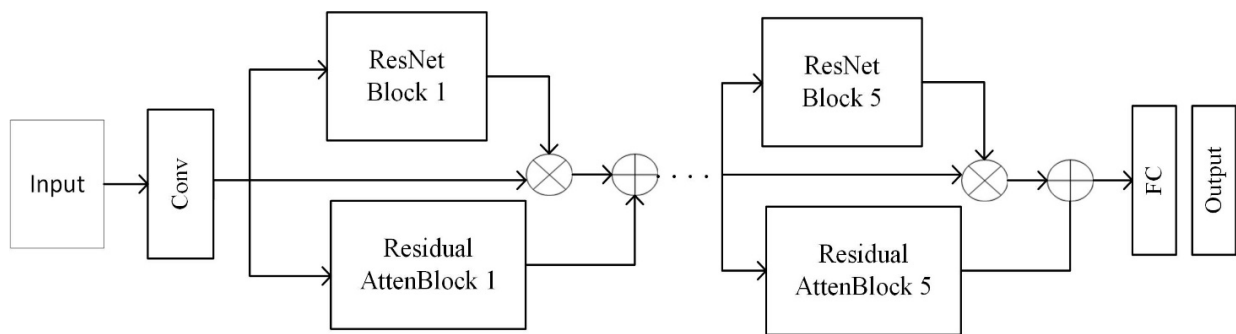 Input
Conv
ResNet
Block 1
Residual
AttenBlock 1
. . . .
ResNet
Block 5
Residual
AttenBlock 5
FC
Output